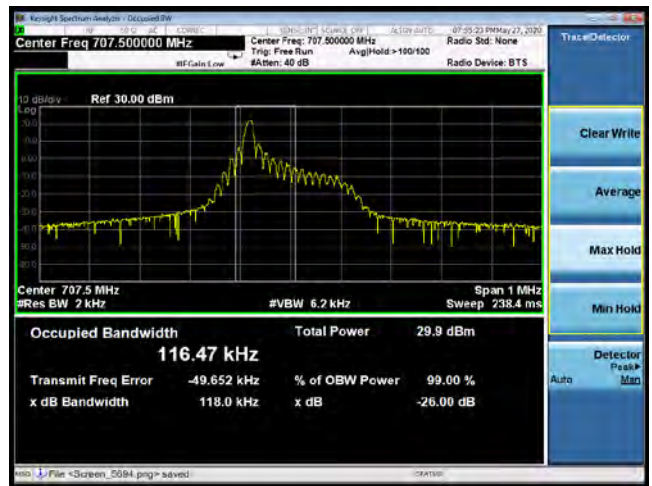 Keysight Spectrum Analyzer - Occupied BW
Center Freq 707.500000 MHz
#IFGain:Low
Center Freq: 707.500000 MHz
Trig: Free Run
Avg|Hold:>100/100
#Atten: 40 dB
07:55:23 PM May 27, 2020
Radio Std: None
Radio Device: BTS
Trace/Detector
10 dB/div
Ref 30.00 dBm
Log
Clear Write
Average
Max Hold
Min Hold
Center 707.5 MHz
Span 1 MHz
#Res BW 2 kHz
#VBW 6.2 kHz
Sweep 238.4 ms
Occupied Bandwidth
Total Power
29.9 dBm
116.47 kHz
Transmit Freq Error
-49.652 kHz
% of OBW Power
99.00 %
x dB Bandwidth
118.0 kHz
x dB
-26.00 dB
Detector
Peak▶
Auto
Man
MSG
File <Screen_5694.png> saved
STATUS